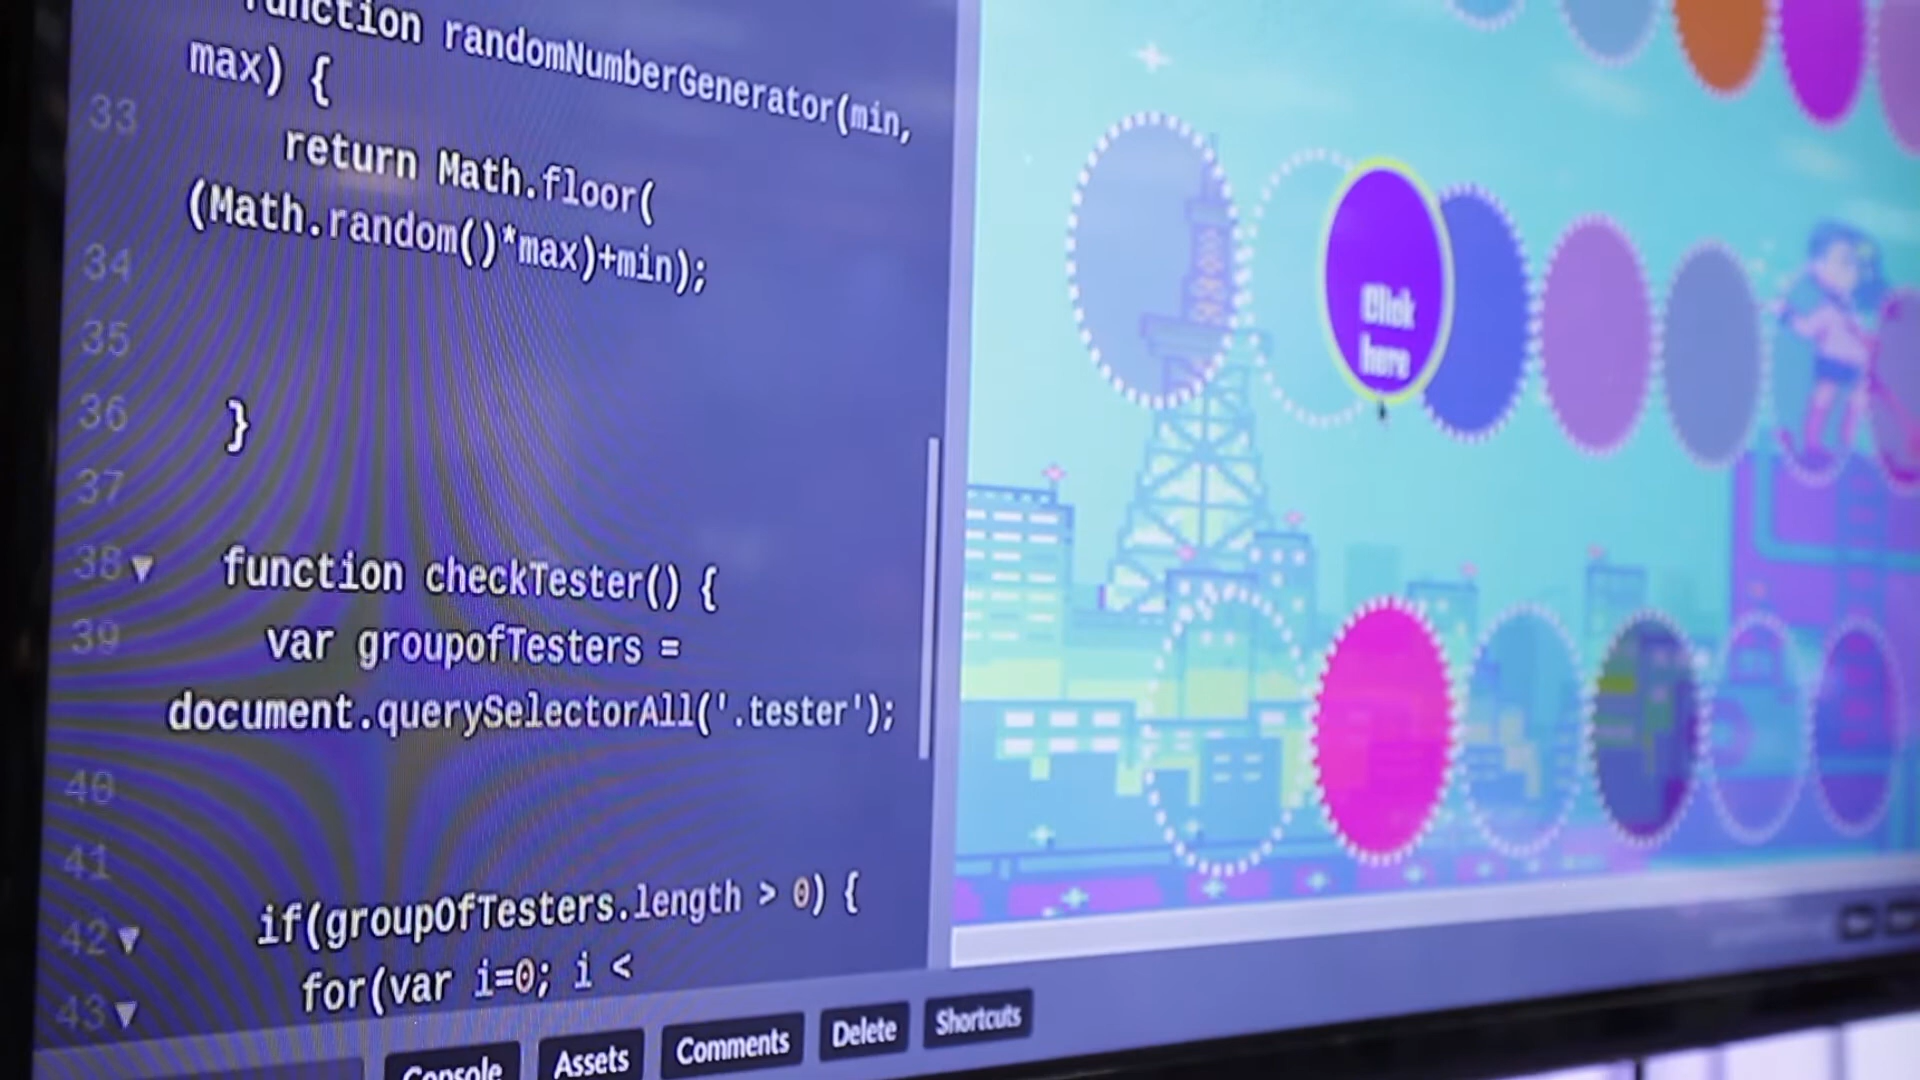 function randomNumberGenerator(min,
max) {
33
return Math.floor(
(Math.random()*max)+min);
34
35
36 }
37
38 function checkTester() {
39 var groupofTesters =
document.querySelectorAll('.tester');
40
41
42 if(groupOfTesters.length > 0) {
43 for(var i=0; i <
Click
here
Console Assets Comments Delete Shortcuts